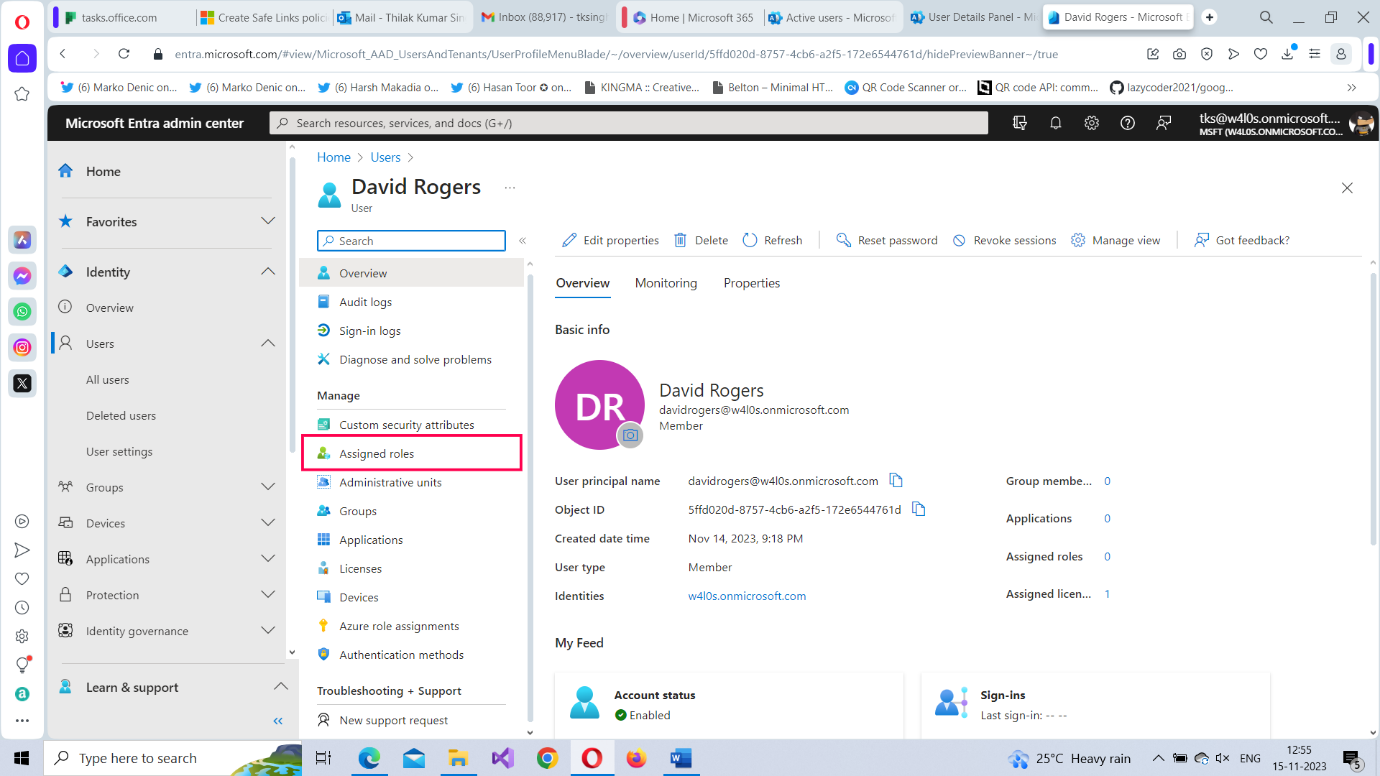 tasks.office.com
Create Safe Links polic
Mail - Thilak Kumar Sin
Inbox (88,917) - tksing
Home | Microsoft 365
Active users - Microsof
User Details Panel - Mi
David Rogers - Microsoft E
entra.microsoft.com/#view/Microsoft_AAD_UsersAndTenants/UserProfileMenuBlade/~/overview/userId/5ffd020d-8757-4cb6-a2f5-172e6544761d/hidePreviewBanner~/true
(6) Marko Denic on...
(6) Marko Denic on...
(6) Harsh Makadia o...
(6) Hasan Toor ✪ on...
KINGMA :: Creative...
Belton – Minimal HT...
QR Code Scanner or...
QR code API: comm...
lazycoder2021/goog...
Microsoft Entra admin center
Search resources, services, and docs (G+/)
tks@w4l0s.onmicrosoft....
MSFT (W4L0S.ONMICROSOFT.CO...
Home
Favorites
Identity
Overview
Users
All users
Deleted users
User settings
Groups
Devices
Applications
Protection
Identity governance
Learn & support
Home > Users >
David Rogers
...
User
Search
Overview
Audit logs
Sign-in logs
Diagnose and solve problems
Manage
Custom security attributes
Assigned roles
Administrative units
Groups
Applications
Licenses
Devices
Azure role assignments
Authentication methods
Troubleshooting + Support
New support request
Edit properties
Delete
Refresh
Reset password
Revoke sessions
Manage view
Got feedback?
Overview
Monitoring
Properties
Basic info
DR
David Rogers
davidrogers@w4l0s.onmicrosoft.com
Member
User principal name davidrogers@w4l0s.onmicrosoft.com
Object ID 5ffd020d-8757-4cb6-a2f5-172e6544761d
Created date time Nov 14, 2023, 9:18 PM
User type Member
Identities w4l0s.onmicrosoft.com
Group membe... 0
Applications 0
Assigned roles 0
Assigned licen... 1
My Feed
Account status
Enabled
Sign-ins
Last sign-in: -- --
Type here to search
25°C Heavy rain
ENG
12:55
15-11-2023
5